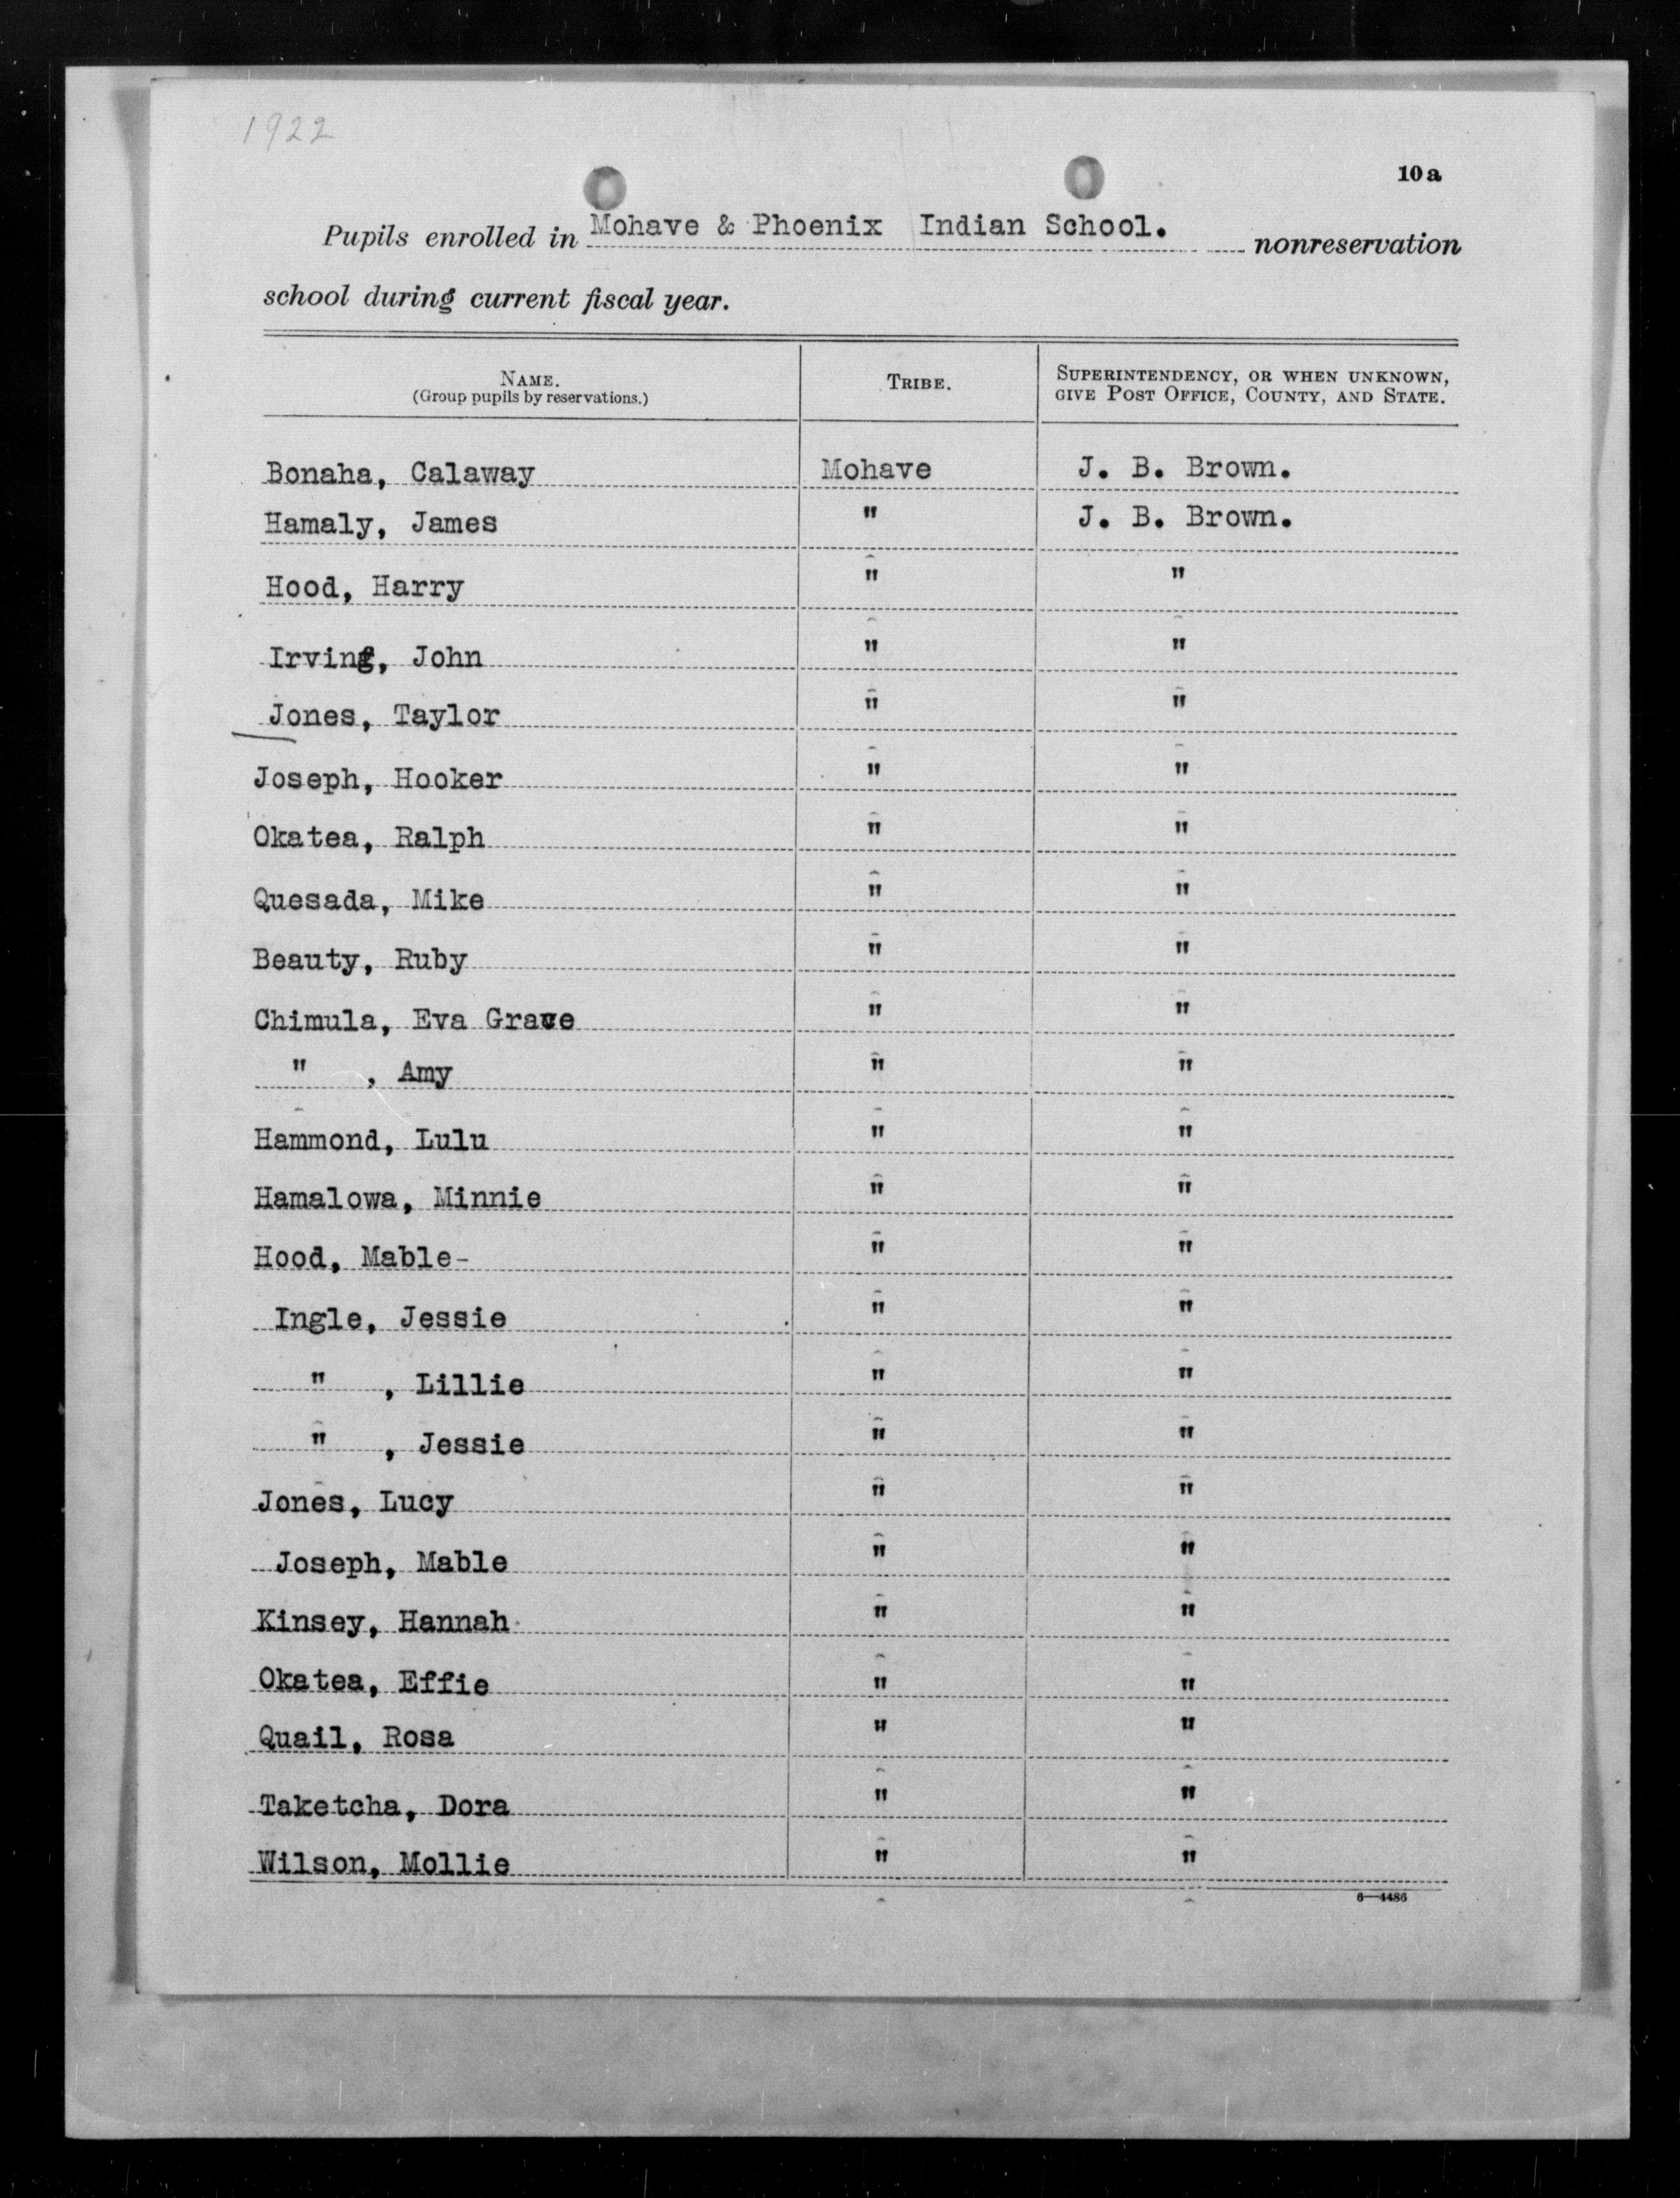 1922
10a
Pupils enrolled in Mohave & Phoenix Indian School. nonreservation
school during current fiscal year.
NAME.
(Group pupils by reservations.)
TRIBE.
SUPERINTENDENCY, OR WHEN UNKNOWN,
GIVE POST OFFICE, COUNTY, AND STATE.
Bonaha, Calaway Mohave J. B. Brown.
Hamaly, James " J. B. Brown.
Hood, Harry " "
Irving, John " "
Jones, Taylor " "
Joseph, Hooker " "
Okatea, Ralph " "
Quesada, Mike " "
Beauty, Ruby " "
Chimula, Eva Grace " "
" , Amy " "
Hammond, Lulu " "
Hamalowa, Minnie " "
Hood, Mable- " "
Ingle, Jessie " "
" , Lillie " "
" , Jessie " "
Jones, Lucy " "
Joseph, Mable " "
Kinsey, Hannah " "
Okatea, Effie " "
Quail, Rosa " "
Taketcha, Dora " "
Wilson, Mollie " "
6—4486